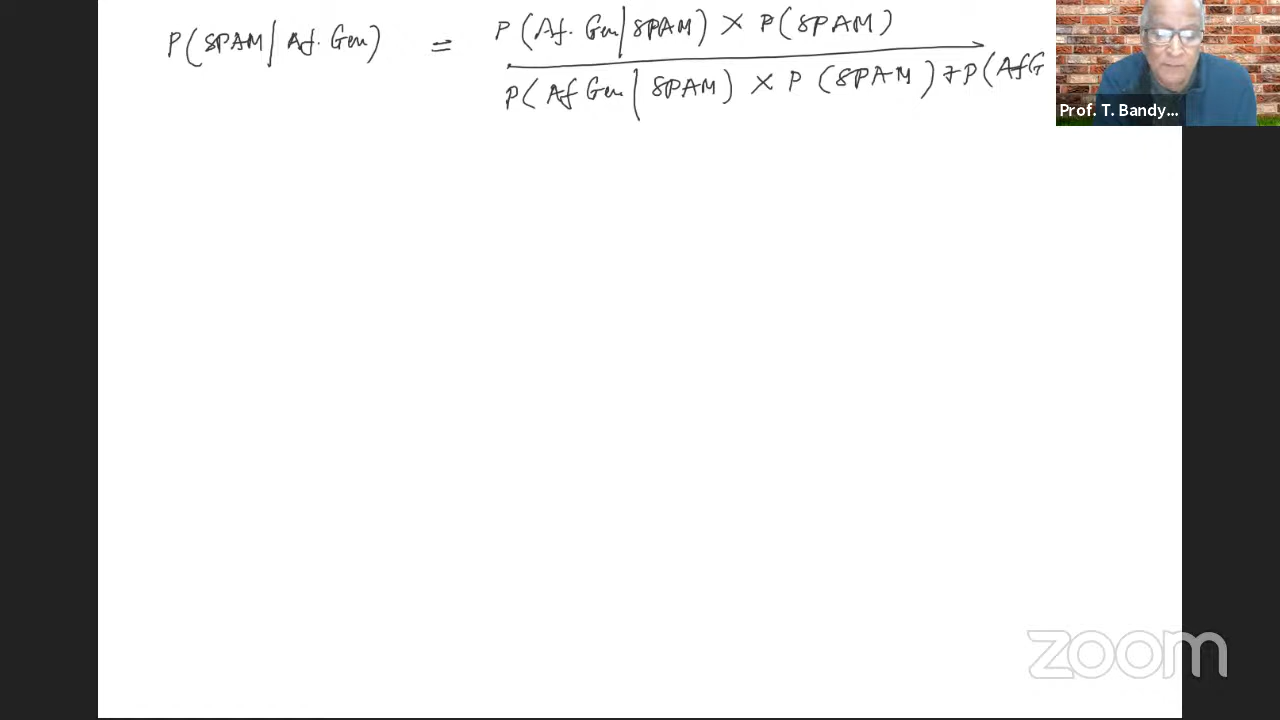 P(SPAM | Af. Gen) = P(Af. Gen | SPAM) × P(SPAM)
P(Af Gen | SPAM) × P(SPAM) + P(AfG
Prof. T. Bandy...
zoom